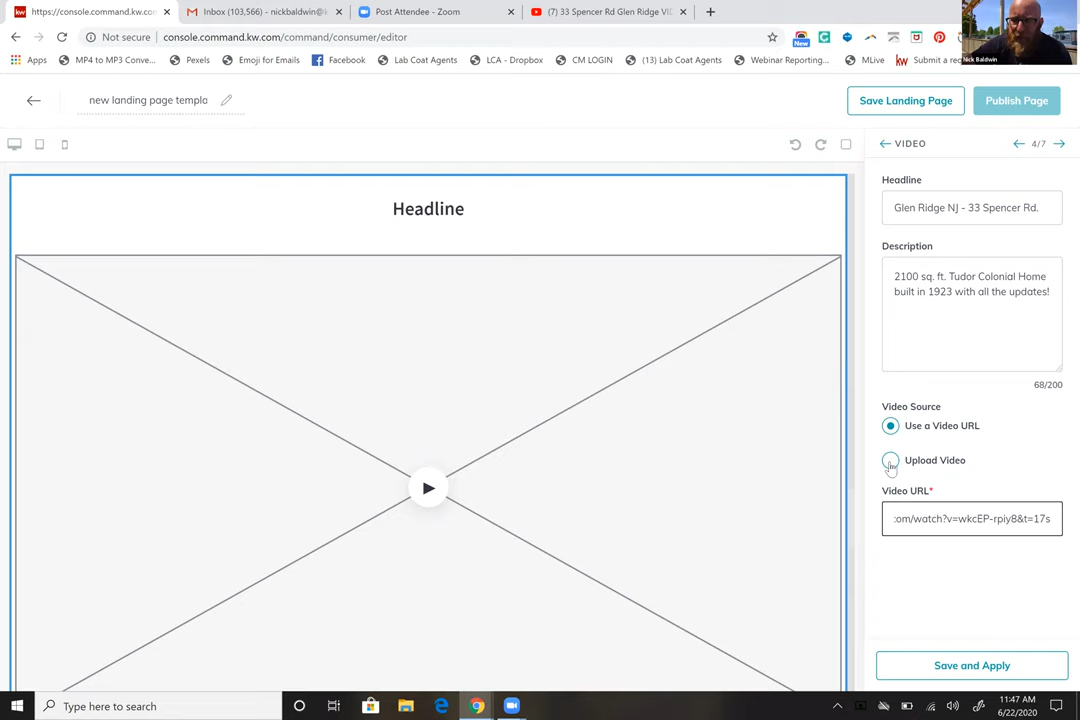 https://console.command.kw.co
Inbox (103,566) - nickbaldwin@
Post Attendee - Zoom
(7) 33 Spencer Rd Glen Ridge VI
Not secure
console.command.kw.com/command/consumer/editor
Nick Baldwin
New
Apps
MP4 to MP3 Conve...
Pexels
Emoji for Emails
Facebook
Lab Coat Agents
LCA - Dropbox
CM LOGIN
(13) Lab Coat Agents
Webinar Reporting...
MLive
kw
Submit a re
new landing page templa
Save Landing Page
Publish Page
VIDEO
4/7
Headline
Headline
Glen Ridge NJ - 33 Spencer Rd.
Description
2100 sq. ft. Tudor Colonial Home
built in 1923 with all the updates!
68/200
Video Source
Use a Video URL
Upload Video
Video URL*
:om/watch?v=wkcEP-rpiy8&t=17s
Save and Apply
Type here to search
11:47 AM
6/22/2020